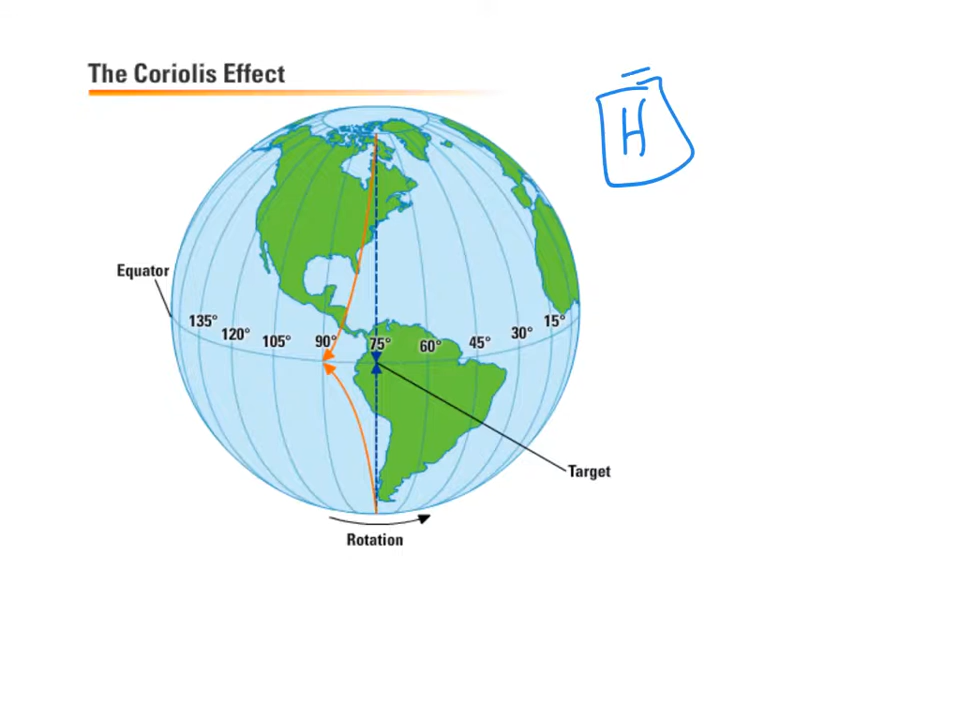 The Coriolis Effect
H
Equator
135° 120° 105° 90° 75° 60° 45° 30° 15°
Target
Rotation